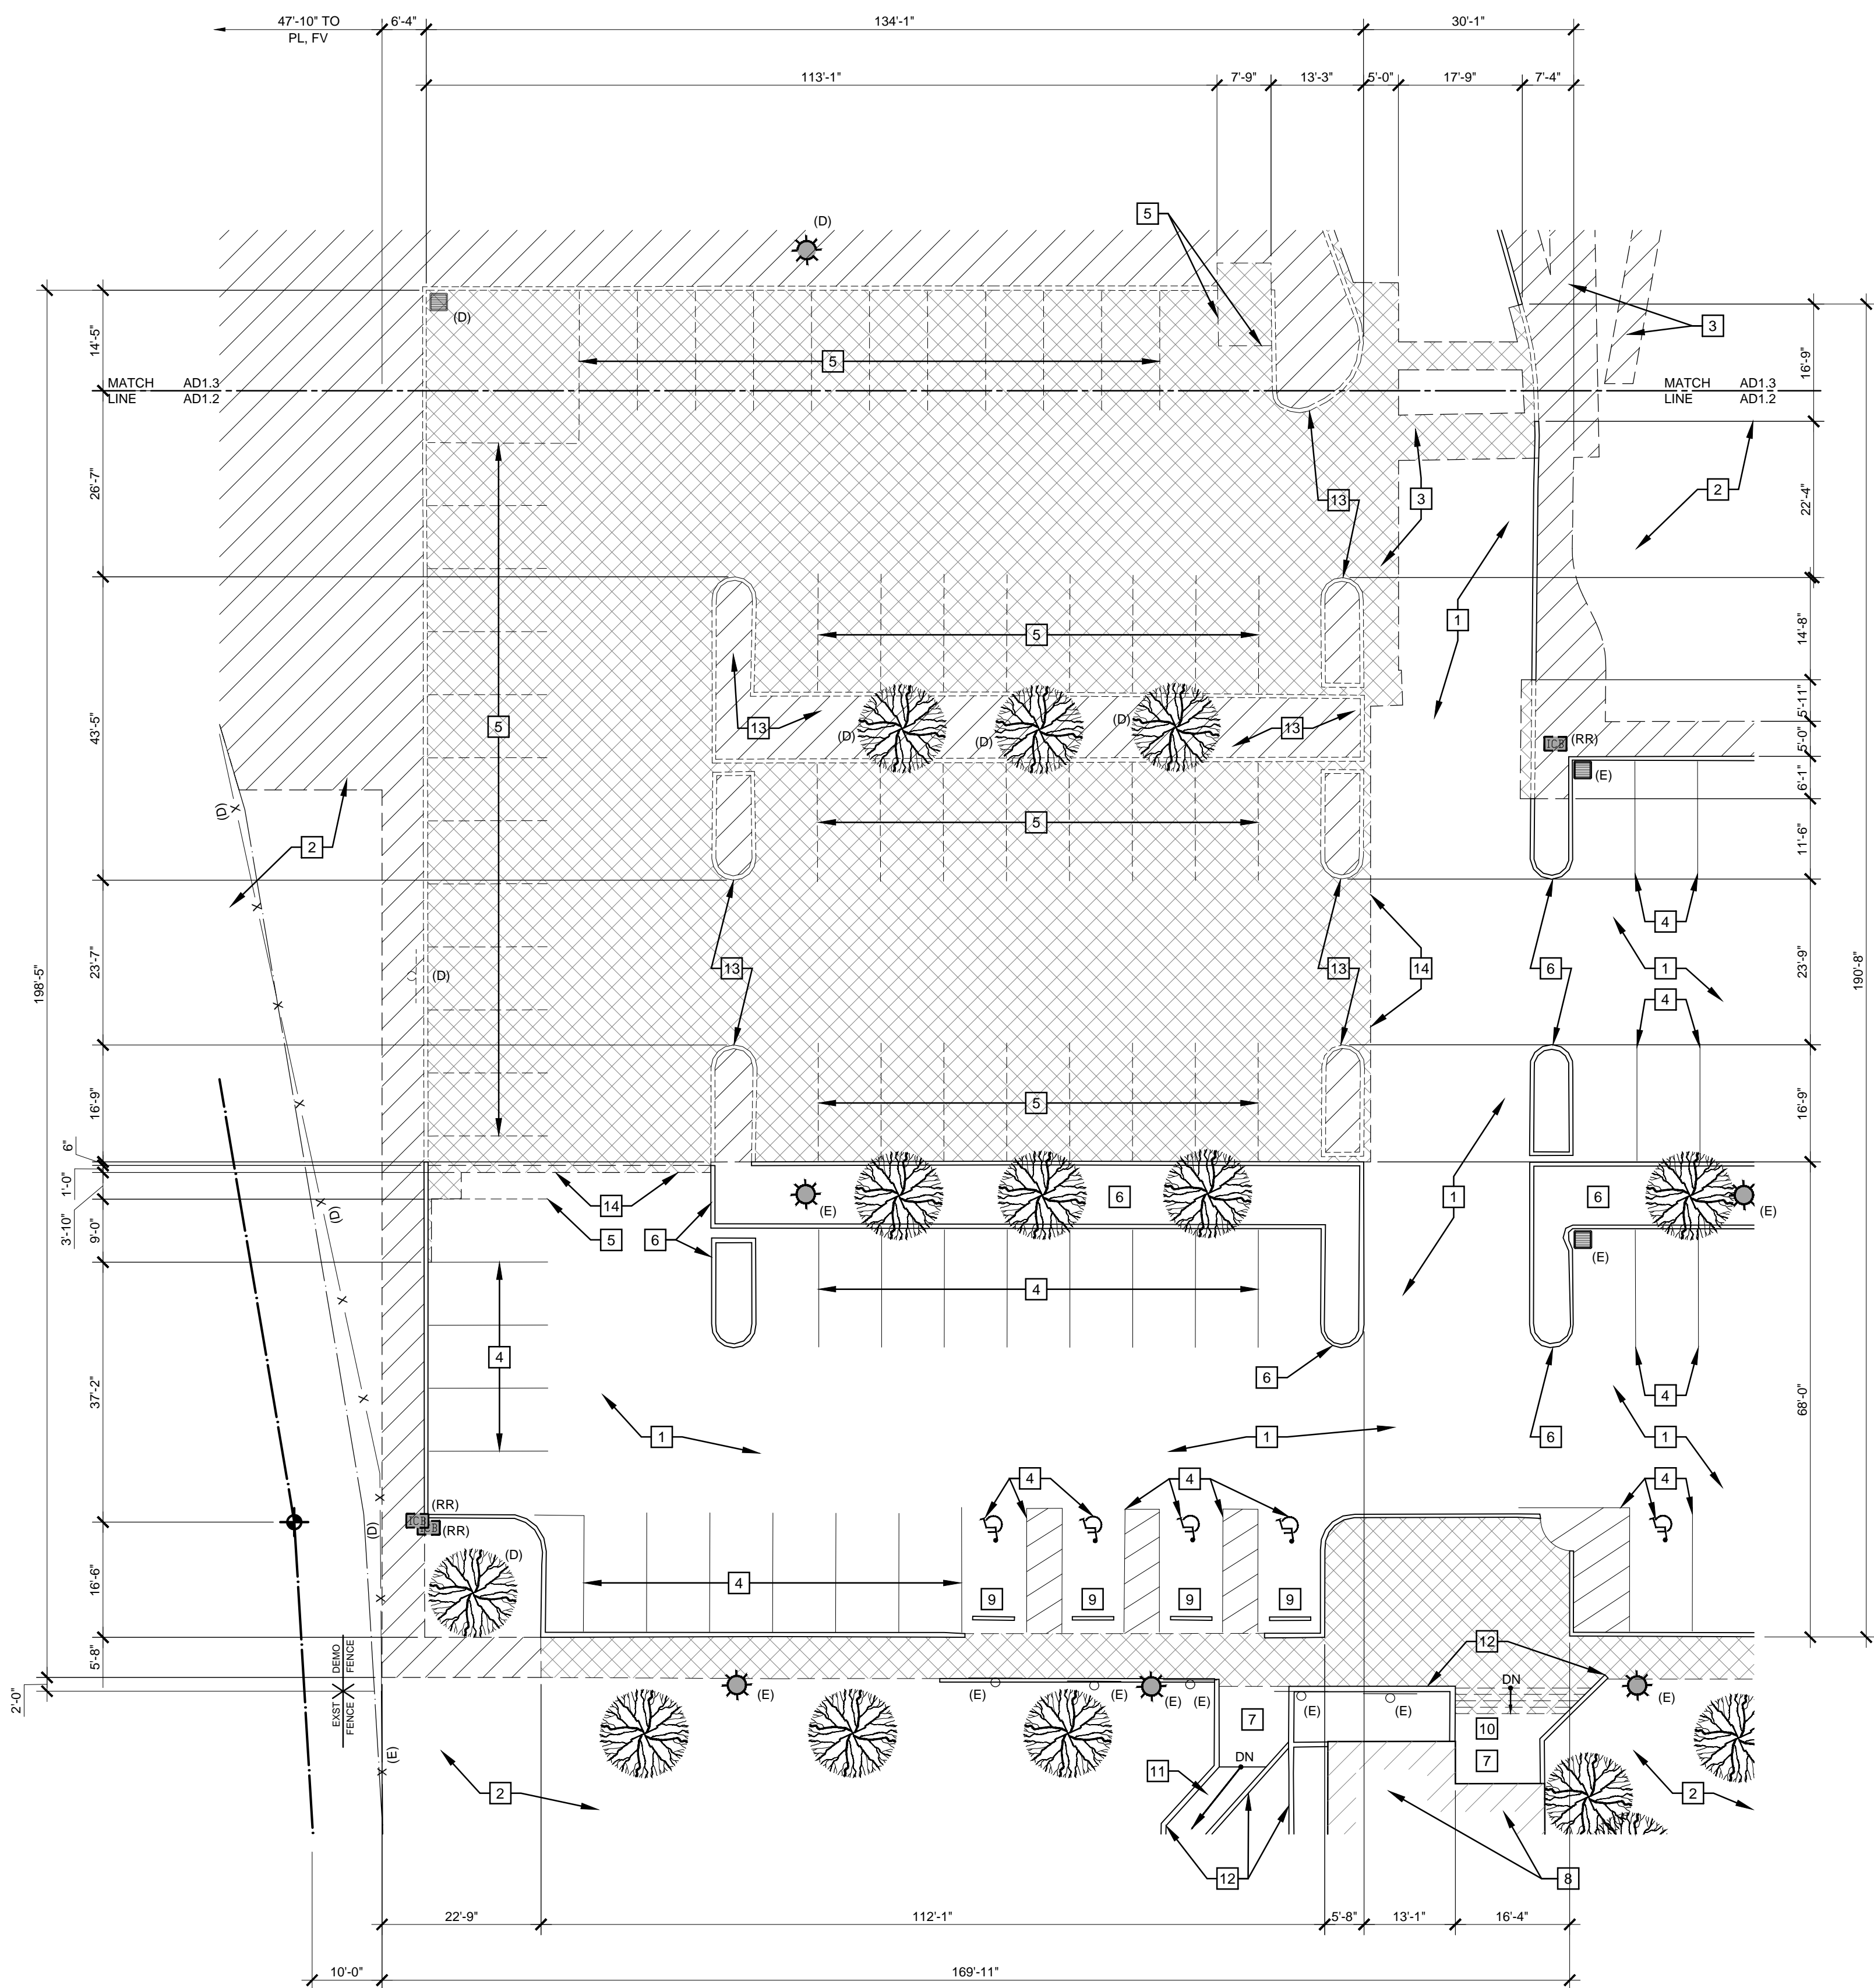 47'-10" TO
PL, FV
6'-4"
134'-1"
30'-1"
113'-1"
7'-9"
13'-3"
5'-0"
17'-9"
7'-4"
5
(D)
(D)
3
14'-5"
5
16'-9"
MATCH AD1.3
LINE AD1.2
MATCH AD1.3
LINE AD1.2
26'-7"
13
3
2
22'-4"
1
5
14'-8"
5
13
(D)
(D)
(D)
13
ICB
(RR)
5'-11"
5'-0"
6'-1"
(E)
43'-5"
(D)
2
5
11'-6"
4
198'-5"
23'-7"
(D)
13
13
14
6
1
4
23'-9"
190'-8"
16'-9"
5
16'-9"
6"
1'-0"
3'-10"
9'-0"
(D)
14
5
6
(E)
6
1
6
(E)
(E)
4
37'-2"
4
6
4
68'-0"
1
1
6
1
4
4
4
(RR)
ICB
ICB
(RR)
(D)
(D)
16'-6"
4
9
9
9
9
5'-8"
2'-0"
DEMO
FENCE
EXST
FENCE
12
DN
(E)
(E)
(E)
(E)
(E)
(E)
(E)
(E)
7
10
7
(E)
2
DN
11
2
12
8
22'-9"
112'-1"
5'-8"
13'-1"
16'-4"
10'-0"
169'-11"